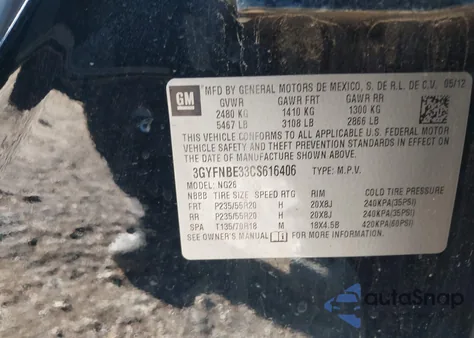 GM
MFD BY GENERAL MOTORS DE MEXICO, S. DE R.L. DE C.V. 05/12
GVWR GAWR FRT GAWR RR
2480 KG 1410 KG 1300 KG
5467 LB 3108 LB 2866 LB
THIS VEHICLE CONFORMS TO ALL APPLICABLE U.S. FEDERAL MOTOR
VEHICLE SAFETY AND THEFT PREVENTION STANDARDS IN EFFECT ON
THE DATE OF MANUFACTURE SHOWN ABOVE.
3GYFNBE33CS616406 TYPE: M.P.V.
MODEL: NG26
NBBB TIRE SIZE SPEED RTG RIM COLD TIRE PRESSURE
FRT P235/55R20 H 20X8J 240KPA(35PSI)
RR P235/55R20 H 20X8J 240KPA(35PSI)
SPA T135/70R18 M 18X4.5B 420KPA(60PSI)
SEE OWNER'S MANUAL FOR MORE INFORMATION.
autoSnap